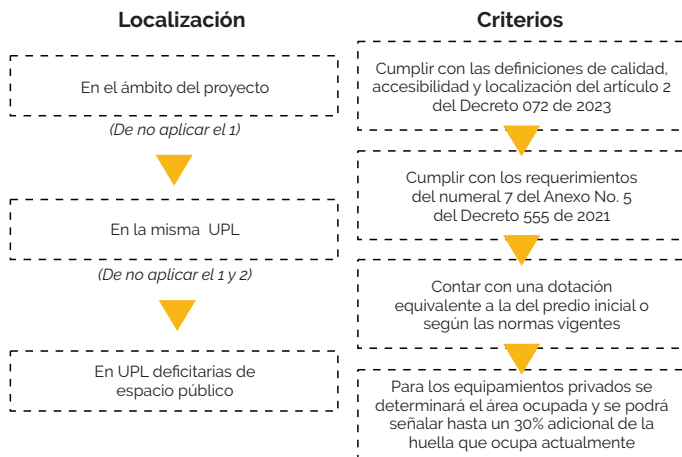 Localización
En el ámbito del proyecto
(De no aplicar el 1)
En la misma UPL
(De no aplicar el 1 y 2)
En UPL deficitarias de
espacio público
Criterios
Cumplir con las definiciones de calidad,
accesibilidad y localización del artículo 2
del Decreto 072 de 2023
Cumplir con los requerimientos
del numeral 7 del Anexo No. 5
del Decreto 555 de 2021
Contar con una dotación
equivalente a la del predio inicial o
según las normas vigentes
Para los equipamientos privados se
determinará el área ocupada y se podrá
señalar hasta un 30% adicional de la
huella que ocupa actualmente